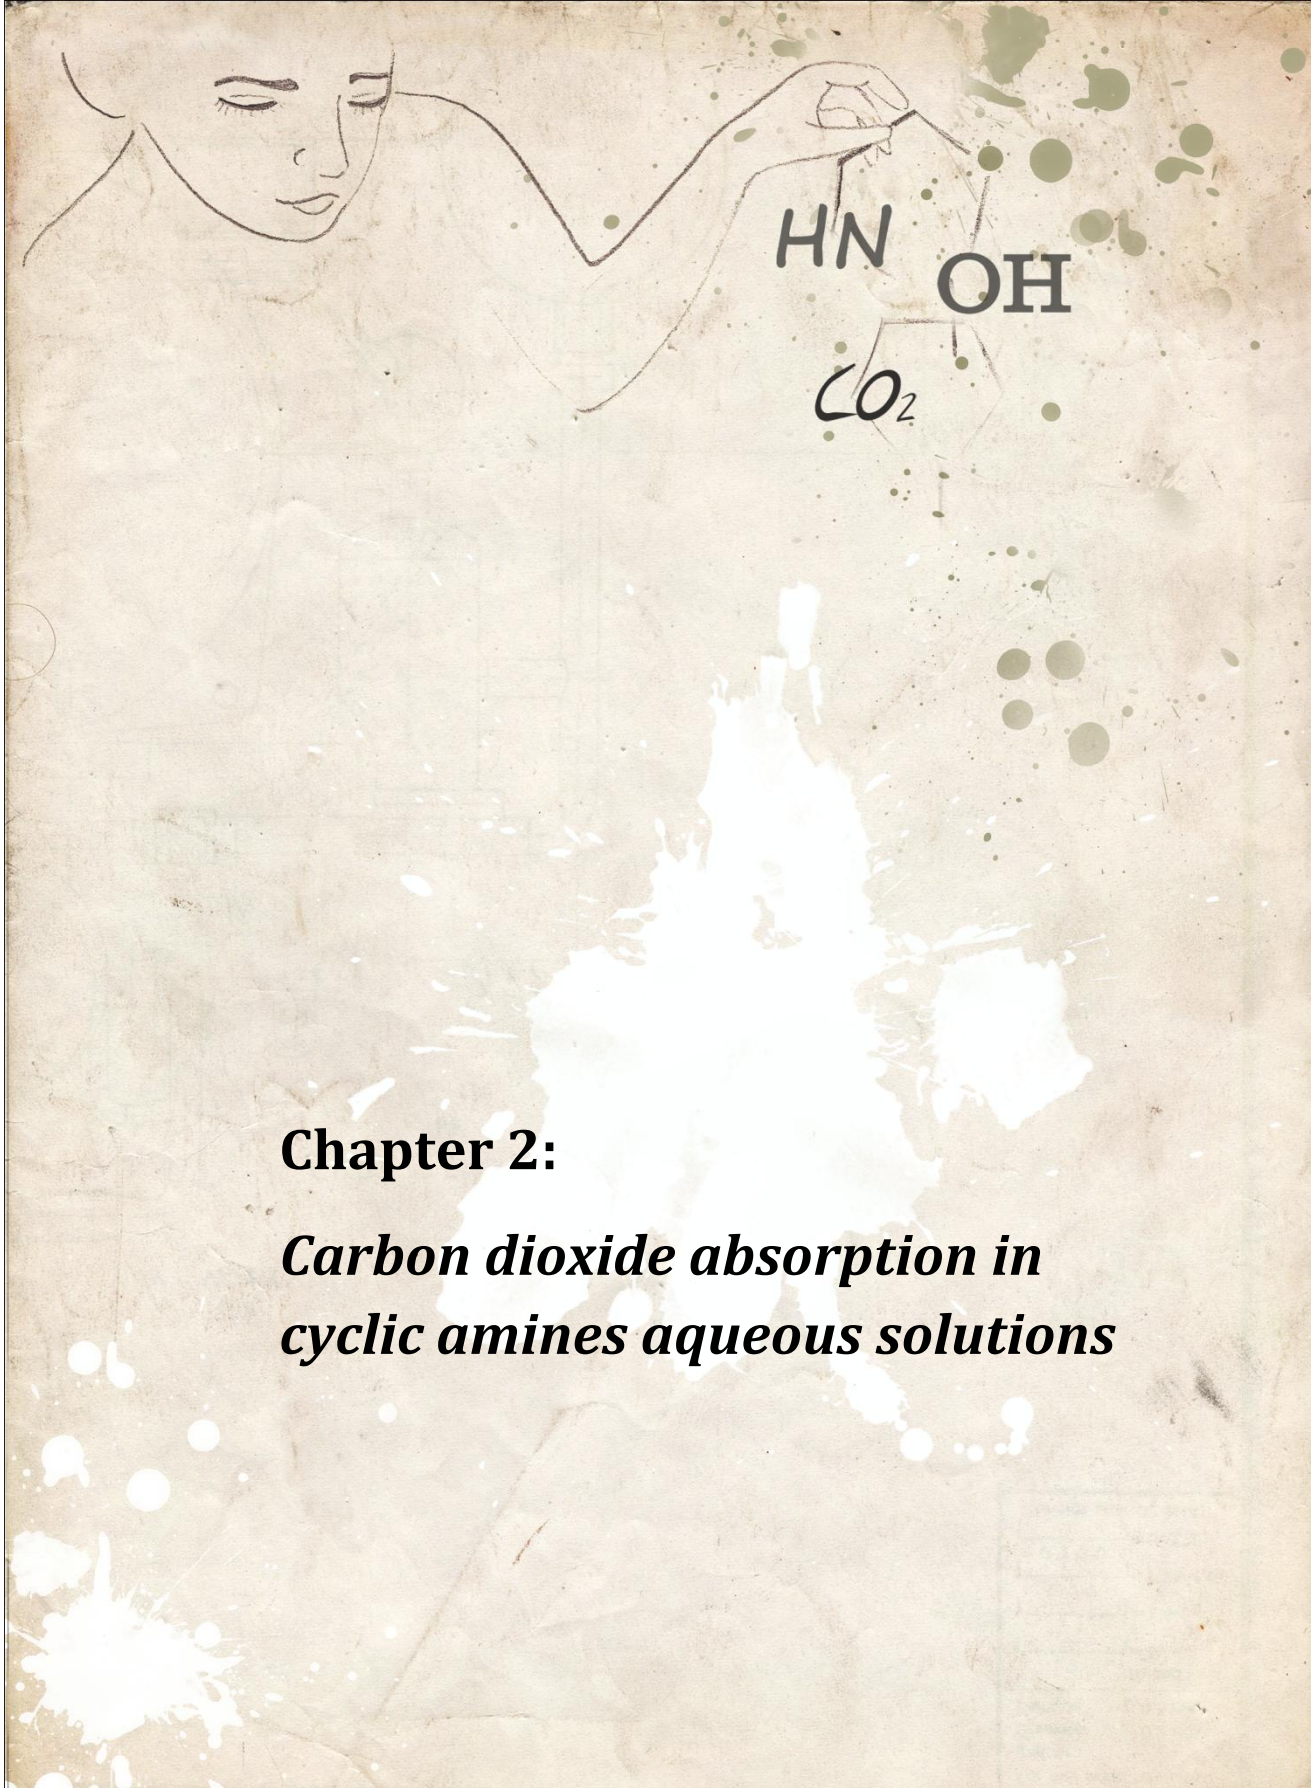 HN
OH
CO₂
Chapter 2:
Carbon dioxide absorption in
cyclic amines aqueous solutions